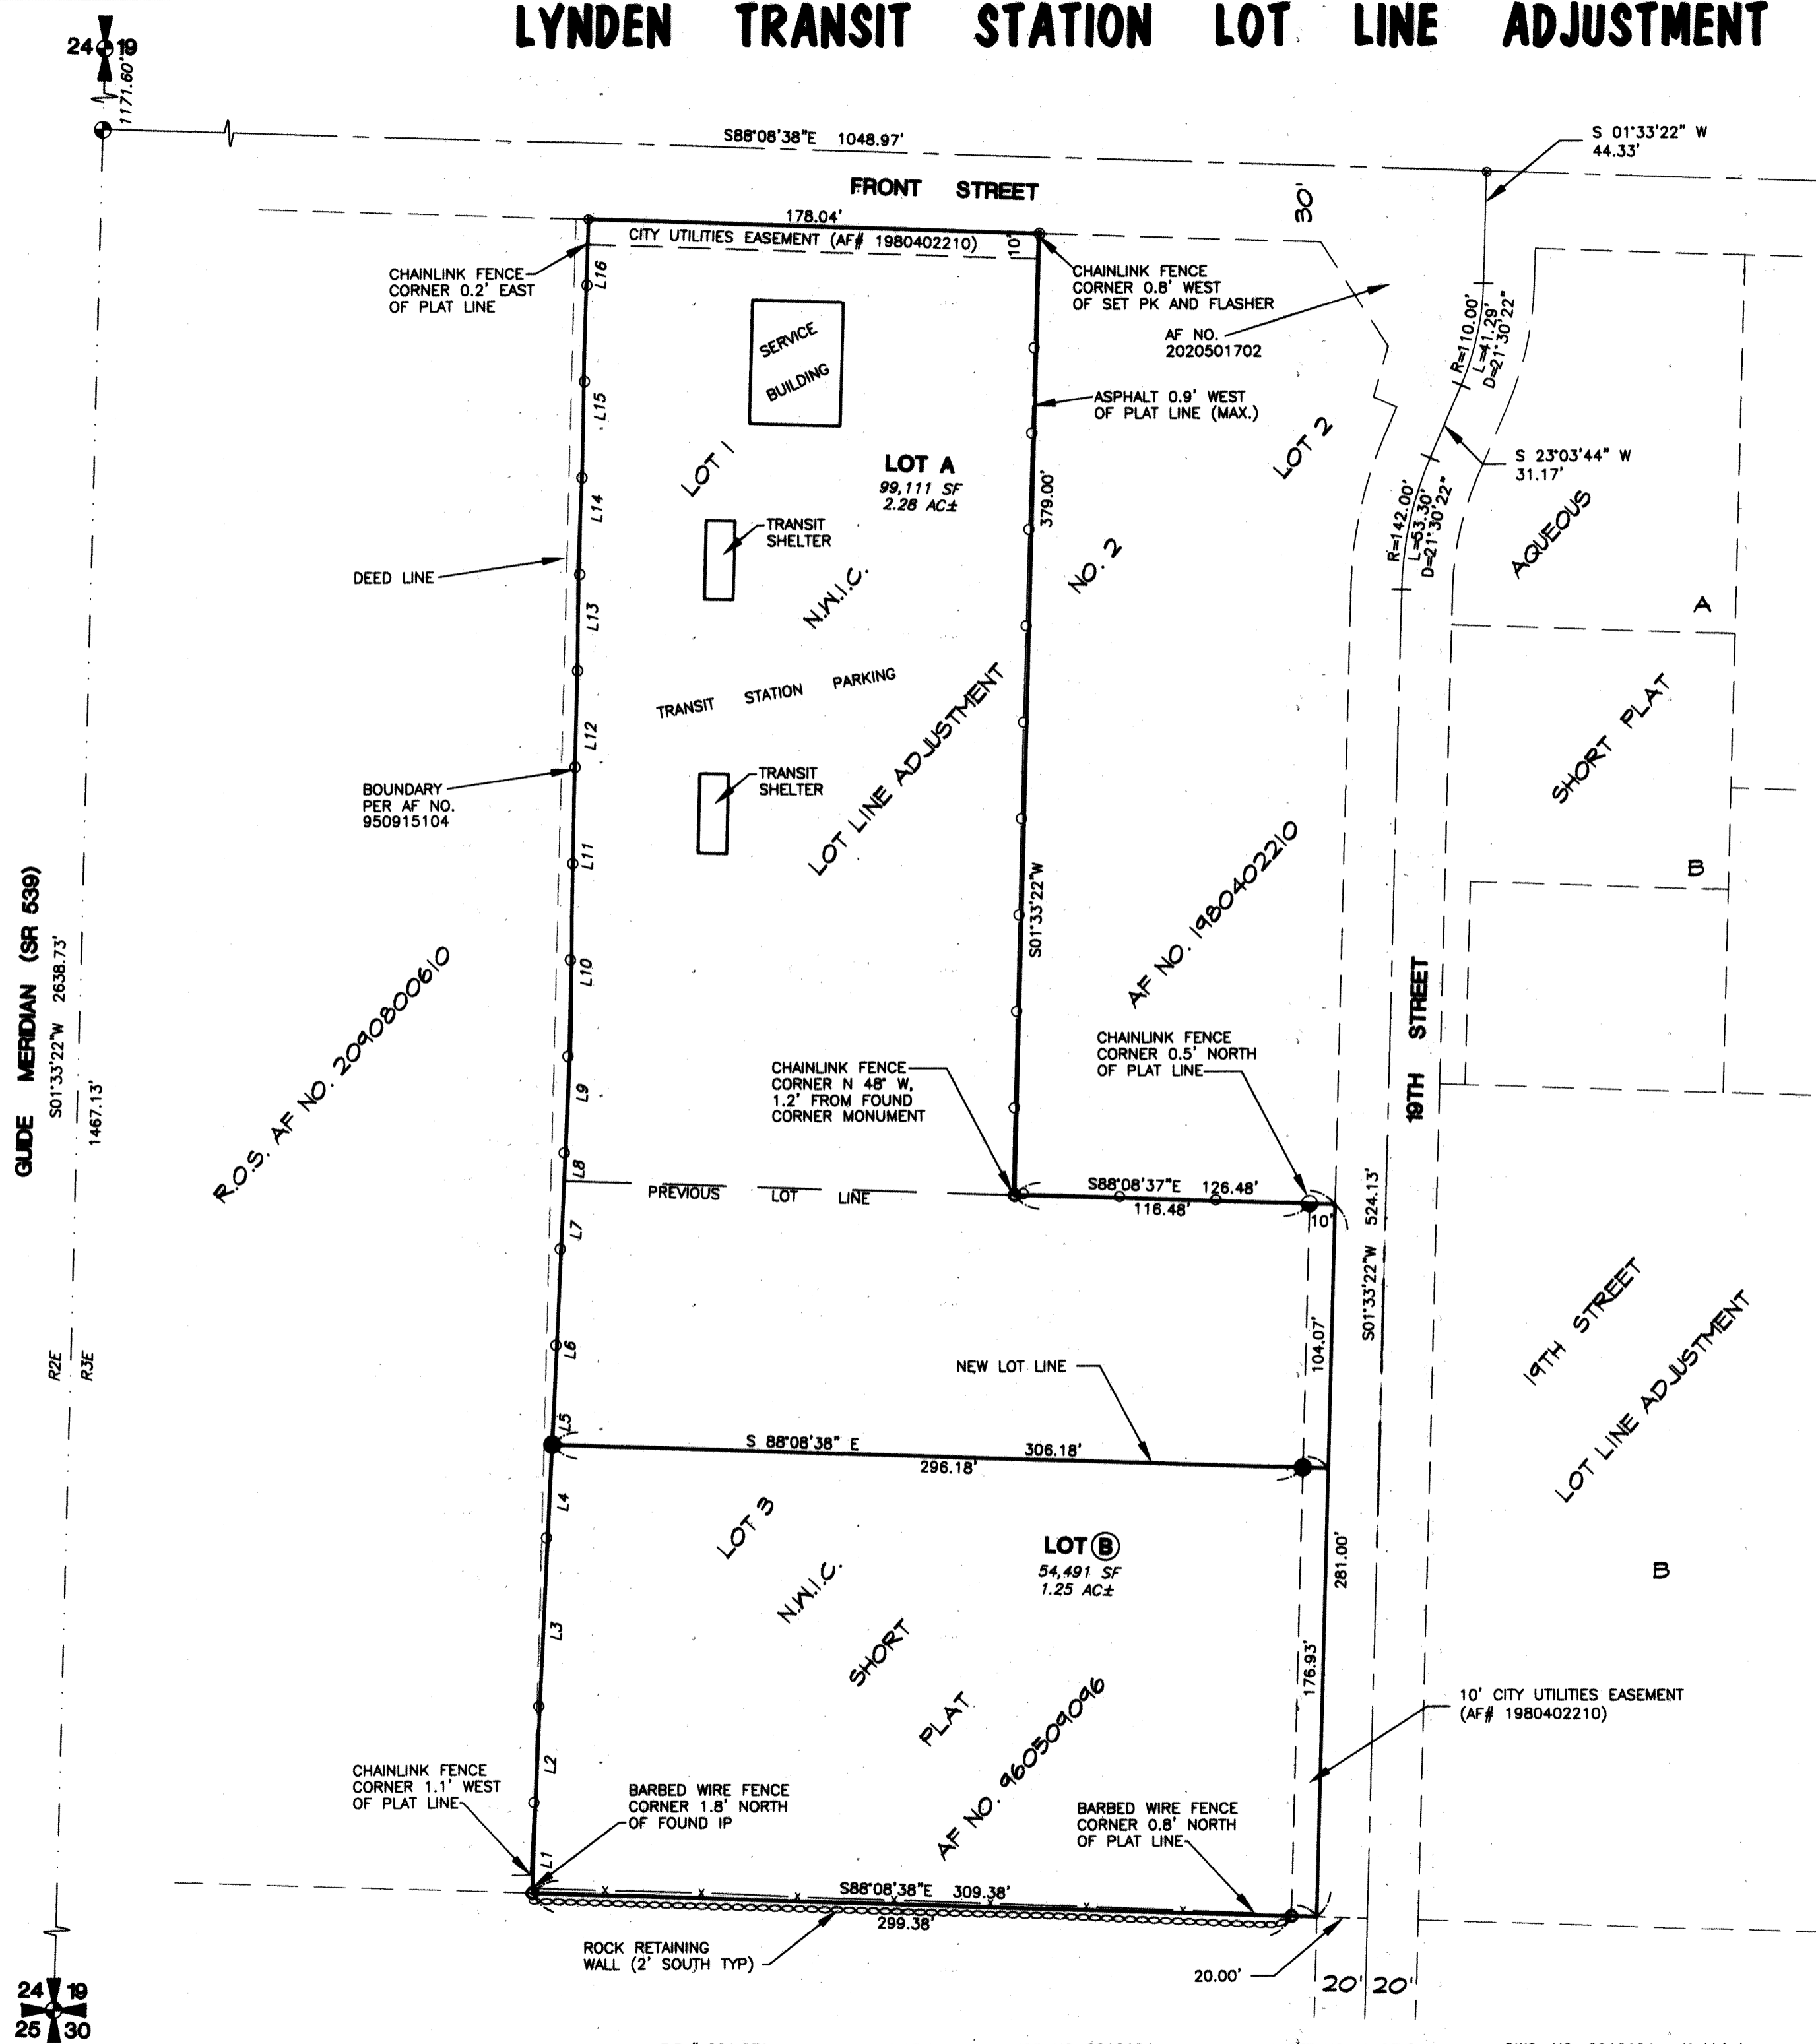 LYNDEN TRANSIT STATION LOT LINE ADJUSTMENT
24 19
1171.60'
S88°08'38"E 1048.97'
S 01°33'22" W
44.33'
FRONT STREET
30'
178.04'
CITY UTILITIES EASEMENT (AF# 1980402210)
10'
CHAINLINK FENCE
CORNER 0.2' EAST
OF PLAT LINE
L16
CHAINLINK FENCE
CORNER 0.8' WEST
OF SET PK AND FLASHER
AF NO.
2020501702
SERVICE
BUILDING
R=110.00'
L=41.29'
D=21°30'22"
L15
ASPHALT 0.9' WEST
OF PLAT LINE (MAX.)
LOT 1
LOT A
99,111 SF
2.28 AC±
LOT 2
S 23°03'44" W
31.17'
379.00'
L14
R=142.00'
L=53.30'
D=21°30'22"
AQUEOUS
TRANSIT
SHELTER
DEED LINE
N.W.I.C.
NO. 2
A
L13
TRANSIT STATION PARKING
L12
LOT LINE ADJUSTMENT
SHORT PLAT
TRANSIT
SHELTER
BOUNDARY
PER AF NO.
950915104
L11
B
GUIDE MERIDIAN (SR 539)
S01°33'22"W 2638.73'
1467.13'
S01°33'22"W
AF NO. 1980402210
L10
R.O.S. AF NO. 2090800610
19TH STREET
CHAINLINK FENCE
CORNER 0.5' NORTH
OF PLAT LINE
CHAINLINK FENCE
CORNER N 48° W,
1.2' FROM FOUND
CORNER MONUMENT
L9
L8
PREVIOUS LOT LINE
S88°08'37"E 126.48'
116.48'
10'
S01°33'22"W 524.13'
L7
R2E
R3E
L6
104.07'
19TH STREET
LOT LINE ADJUSTMENT
NEW LOT LINE
L5
S 88°08'38" E 306.18'
296.18'
L4
LOT 3
LOT B
54,491 SF
1.25 AC±
281.00'
B
N.W.I.C.
L3
SHORT
176.93'
PLAT
10' CITY UTILITIES EASEMENT
(AF# 1980402210)
AF NO. 960509096
L2
CHAINLINK FENCE
CORNER 1.1' WEST
OF PLAT LINE
BARBED WIRE FENCE
CORNER 1.8' NORTH
OF FOUND IP
BARBED WIRE FENCE
CORNER 0.8' NORTH
OF PLAT LINE
L1
S88°08'38"E 309.38'
299.38'
ROCK RETAINING
WALL (2' SOUTH TYP)
20.00'
20' 20'
24 19
25 30